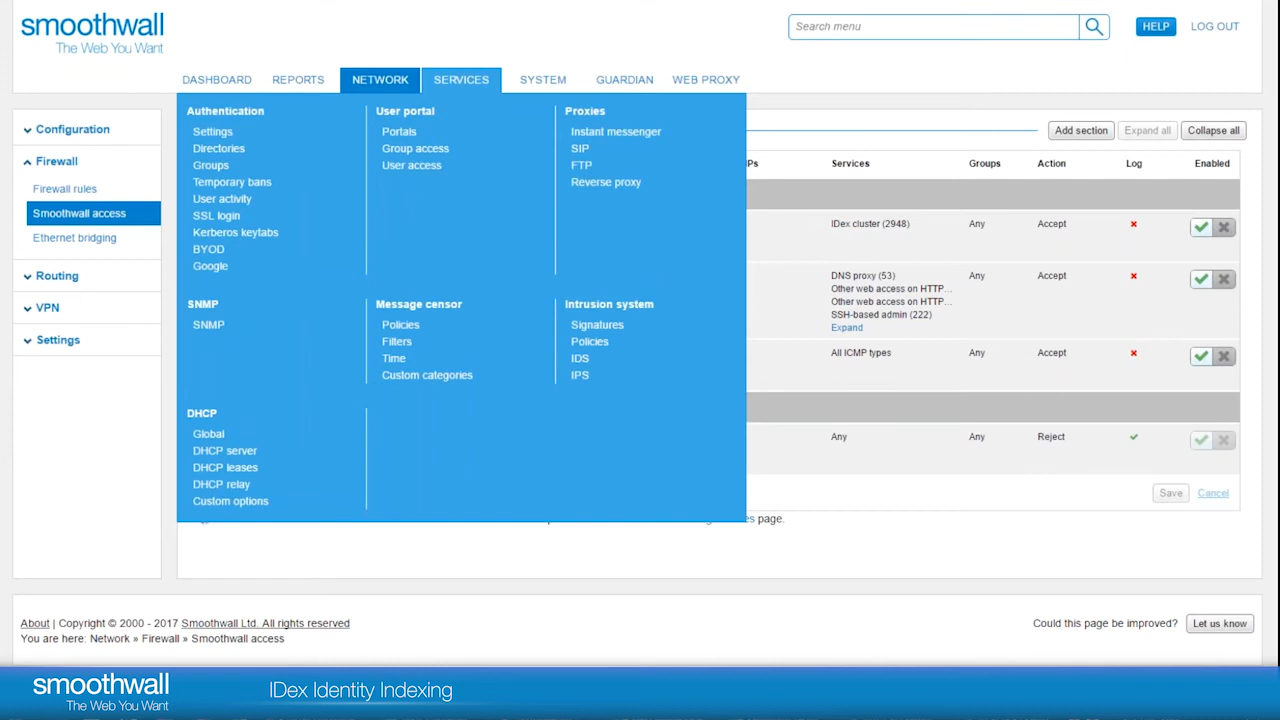 smoothwall
The Web You Want
Search menu
HELP
LOG OUT
DASHBOARD
REPORTS
NETWORK
SERVICES
SYSTEM
GUARDIAN
WEB PROXY
Configuration
Firewall
Firewall rules
Smoothwall access
Ethernet bridging
Routing
VPN
Settings
Authentication
Settings
Directories
Groups
Temporary bans
User activity
SSL login
Kerberos keytabs
BYOD
Google
User portal
Portals
Group access
User access
Proxies
Instant messenger
SIP
FTP
Reverse proxy
SNMP
SNMP
Message censor
Policies
Filters
Time
Custom categories
Intrusion system
Signatures
Policies
IDS
IPS
DHCP
Global
DHCP server
DHCP leases
DHCP relay
Custom options
Add section
Expand all
Collapse all
Services
Groups
Action
Log
Enabled
IDex cluster (2948)
Any
Accept
DNS proxy (53)
Other web access on HTTP...
Other web access on HTTP...
SSH-based admin (222)
Expand
Any
Accept
All ICMP types
Any
Accept
Any
Any
Reject
Save
Cancel
page.
About | Copyright © 2000 - 2017 Smoothwall Ltd. All rights reserved
You are here: Network » Firewall » Smoothwall access
Could this page be improved?
Let us know
smoothwall
The Web You Want
IDex Identity Indexing